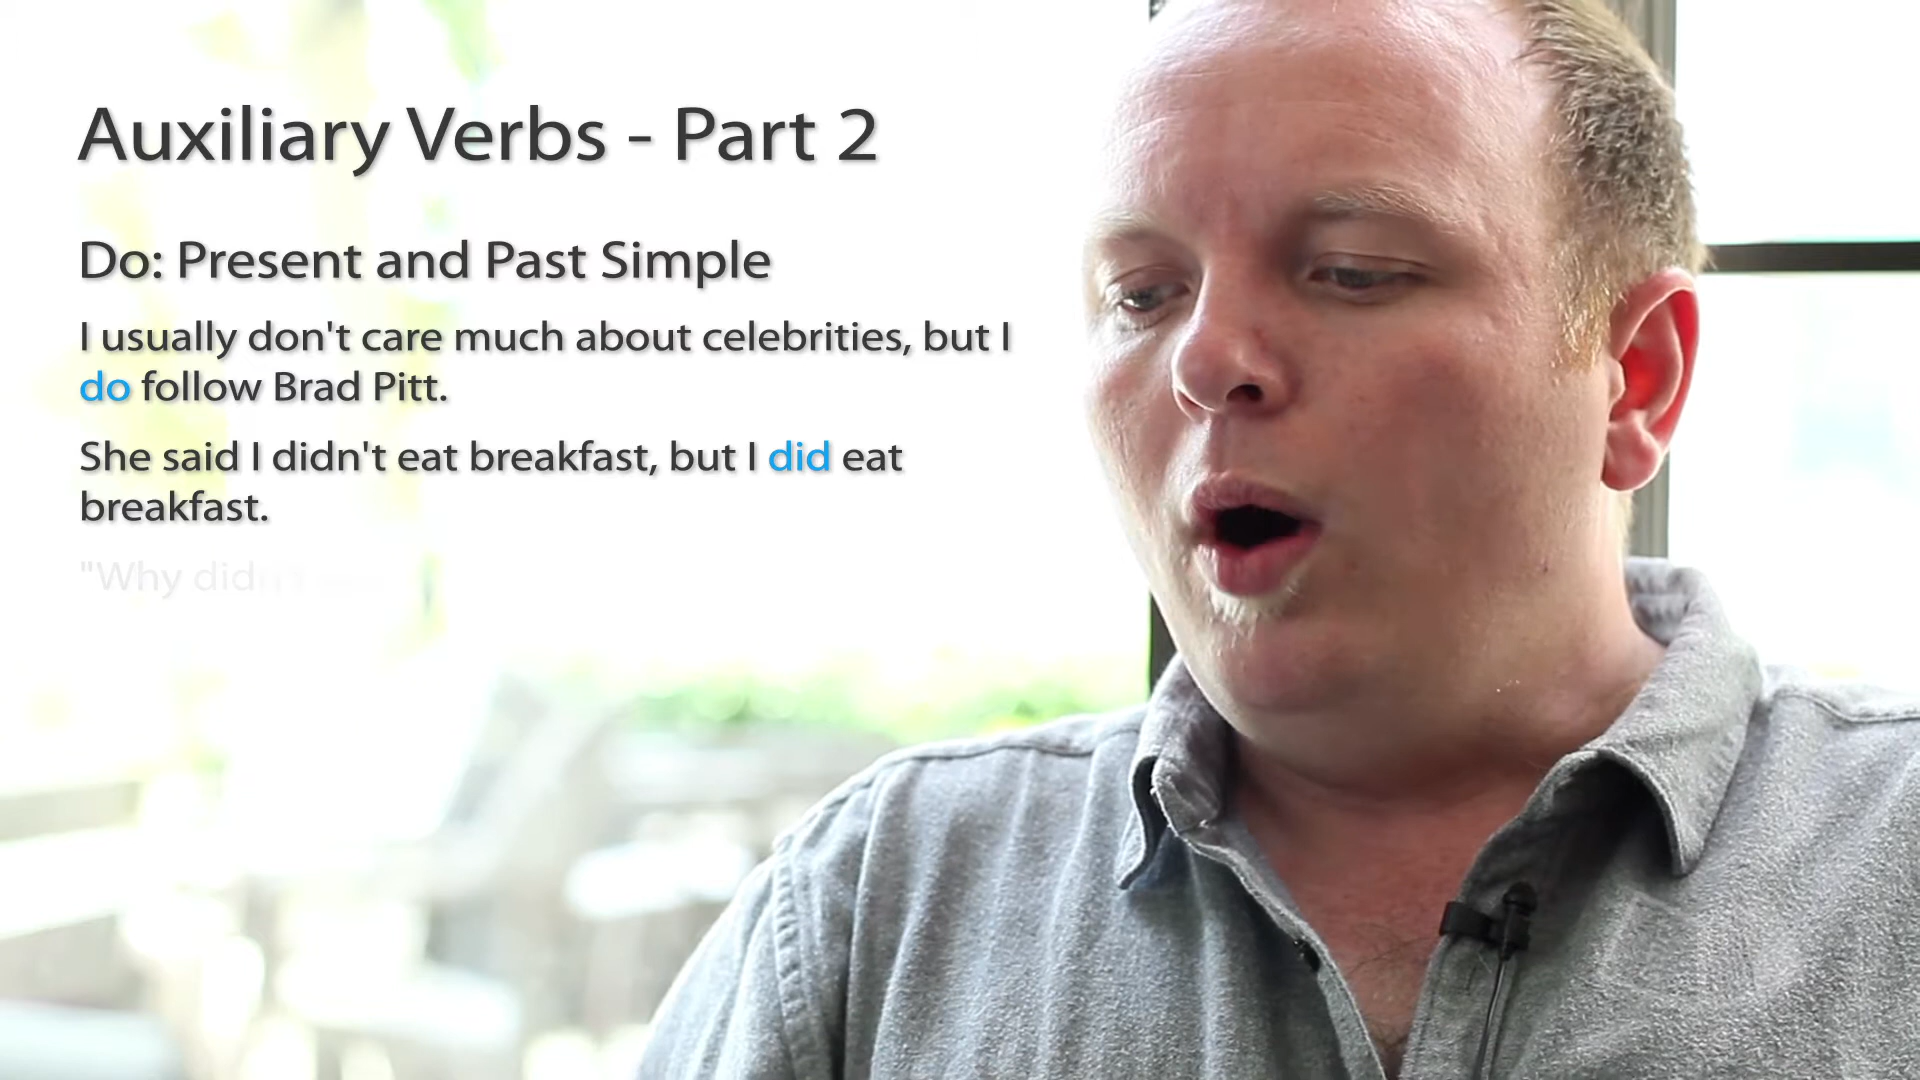 Auxiliary Verbs - Part 2
Do: Present and Past Simple
I usually don't care much about celebrities, but I
do follow Brad Pitt.
She said I didn't eat breakfast, but I did eat
breakfast.
"Why didn't